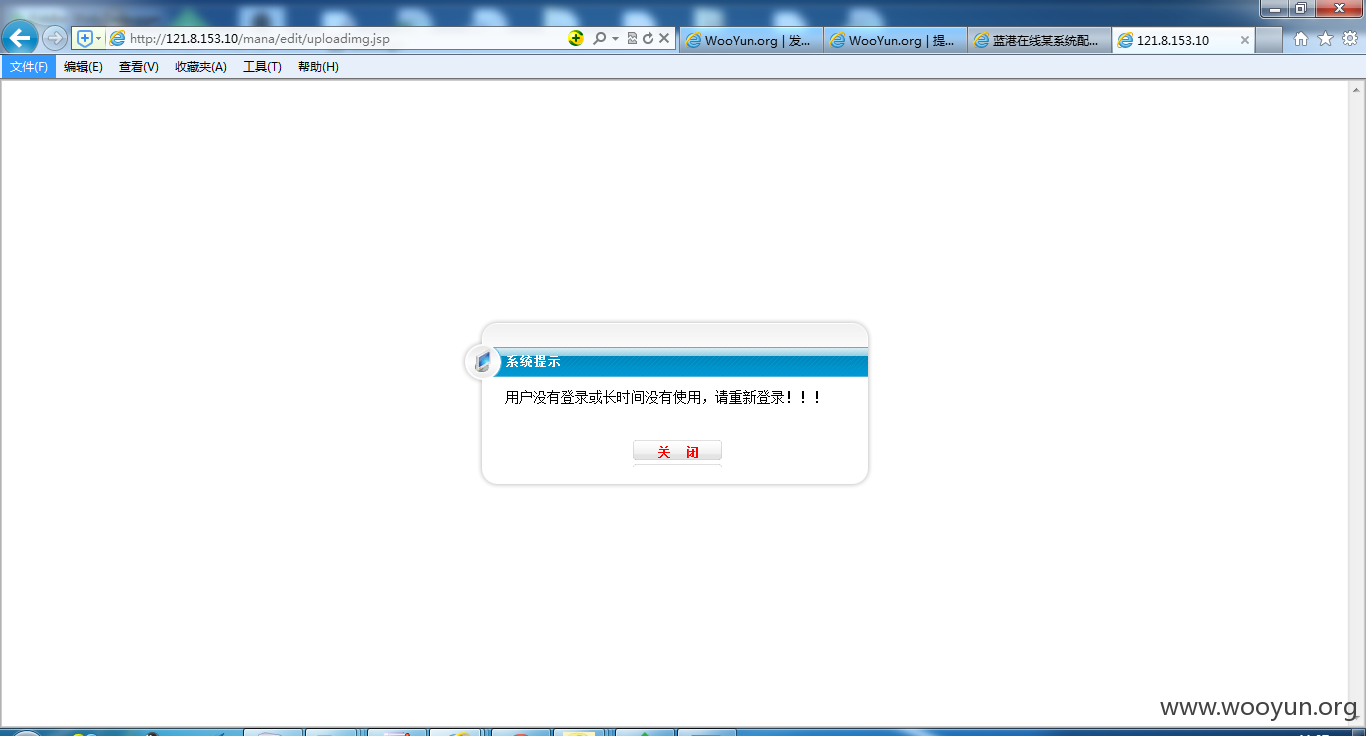 http://121.8.153.10/mana/edit/uploadimg.jsp
WooYun.org | 发...
WooYun.org | 提...
蓝港在线某系统配...
121.8.153.10
文件(F) 编辑(E) 查看(V) 收藏夹(A) 工具(T) 帮助(H)
系统提示
用户没有登录或长时间没有使用，请重新登录！！！
关 闭
www.wooyun.org